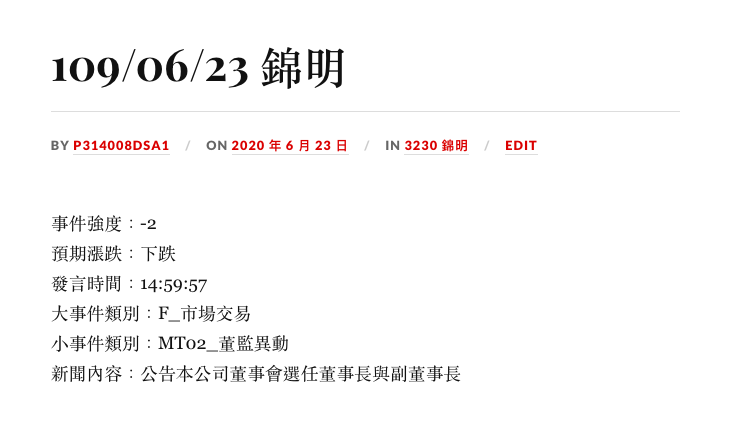 109/06/23 錦明
BY P314008DSA1 / ON 2020 年 6 月 23 日 / IN 3230 錦明 / EDIT
事件強度：-2
預期漲跌：下跌
發言時間：14:59:57
大事件類別：F_市場交易
小事件類別：MT02_董監異動
新聞內容：公告本公司董事會選任董事長與副董事長